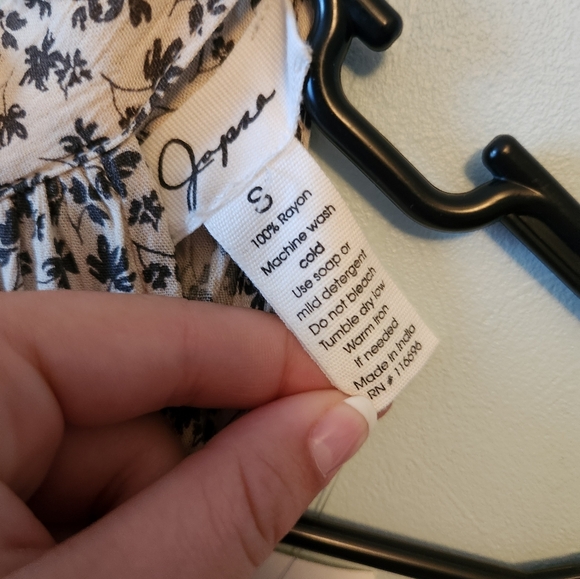 Japna
S
100% Rayon
Machine wash
cold
Use soap or
mild detergent
Do not bleach
Tumble dry low
Warm Iron
If needed
Made in India
RN # 116696